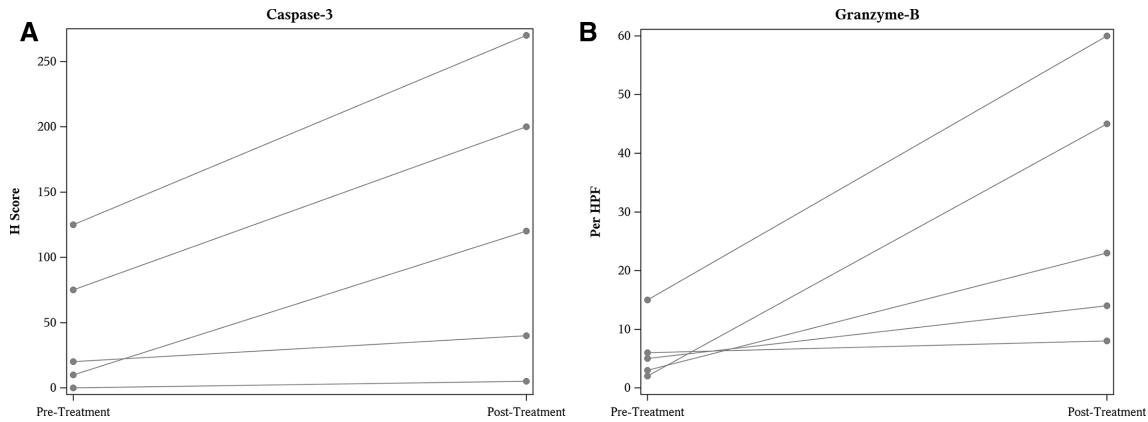 A
Caspase-3
H Score
250
200
150
100
50
0
Pre-Treatment
Post-Treatment
B
Granzyme-B
Per HPF
60
50
40
30
20
10
0
Pre-Treatment
Post-Treatment